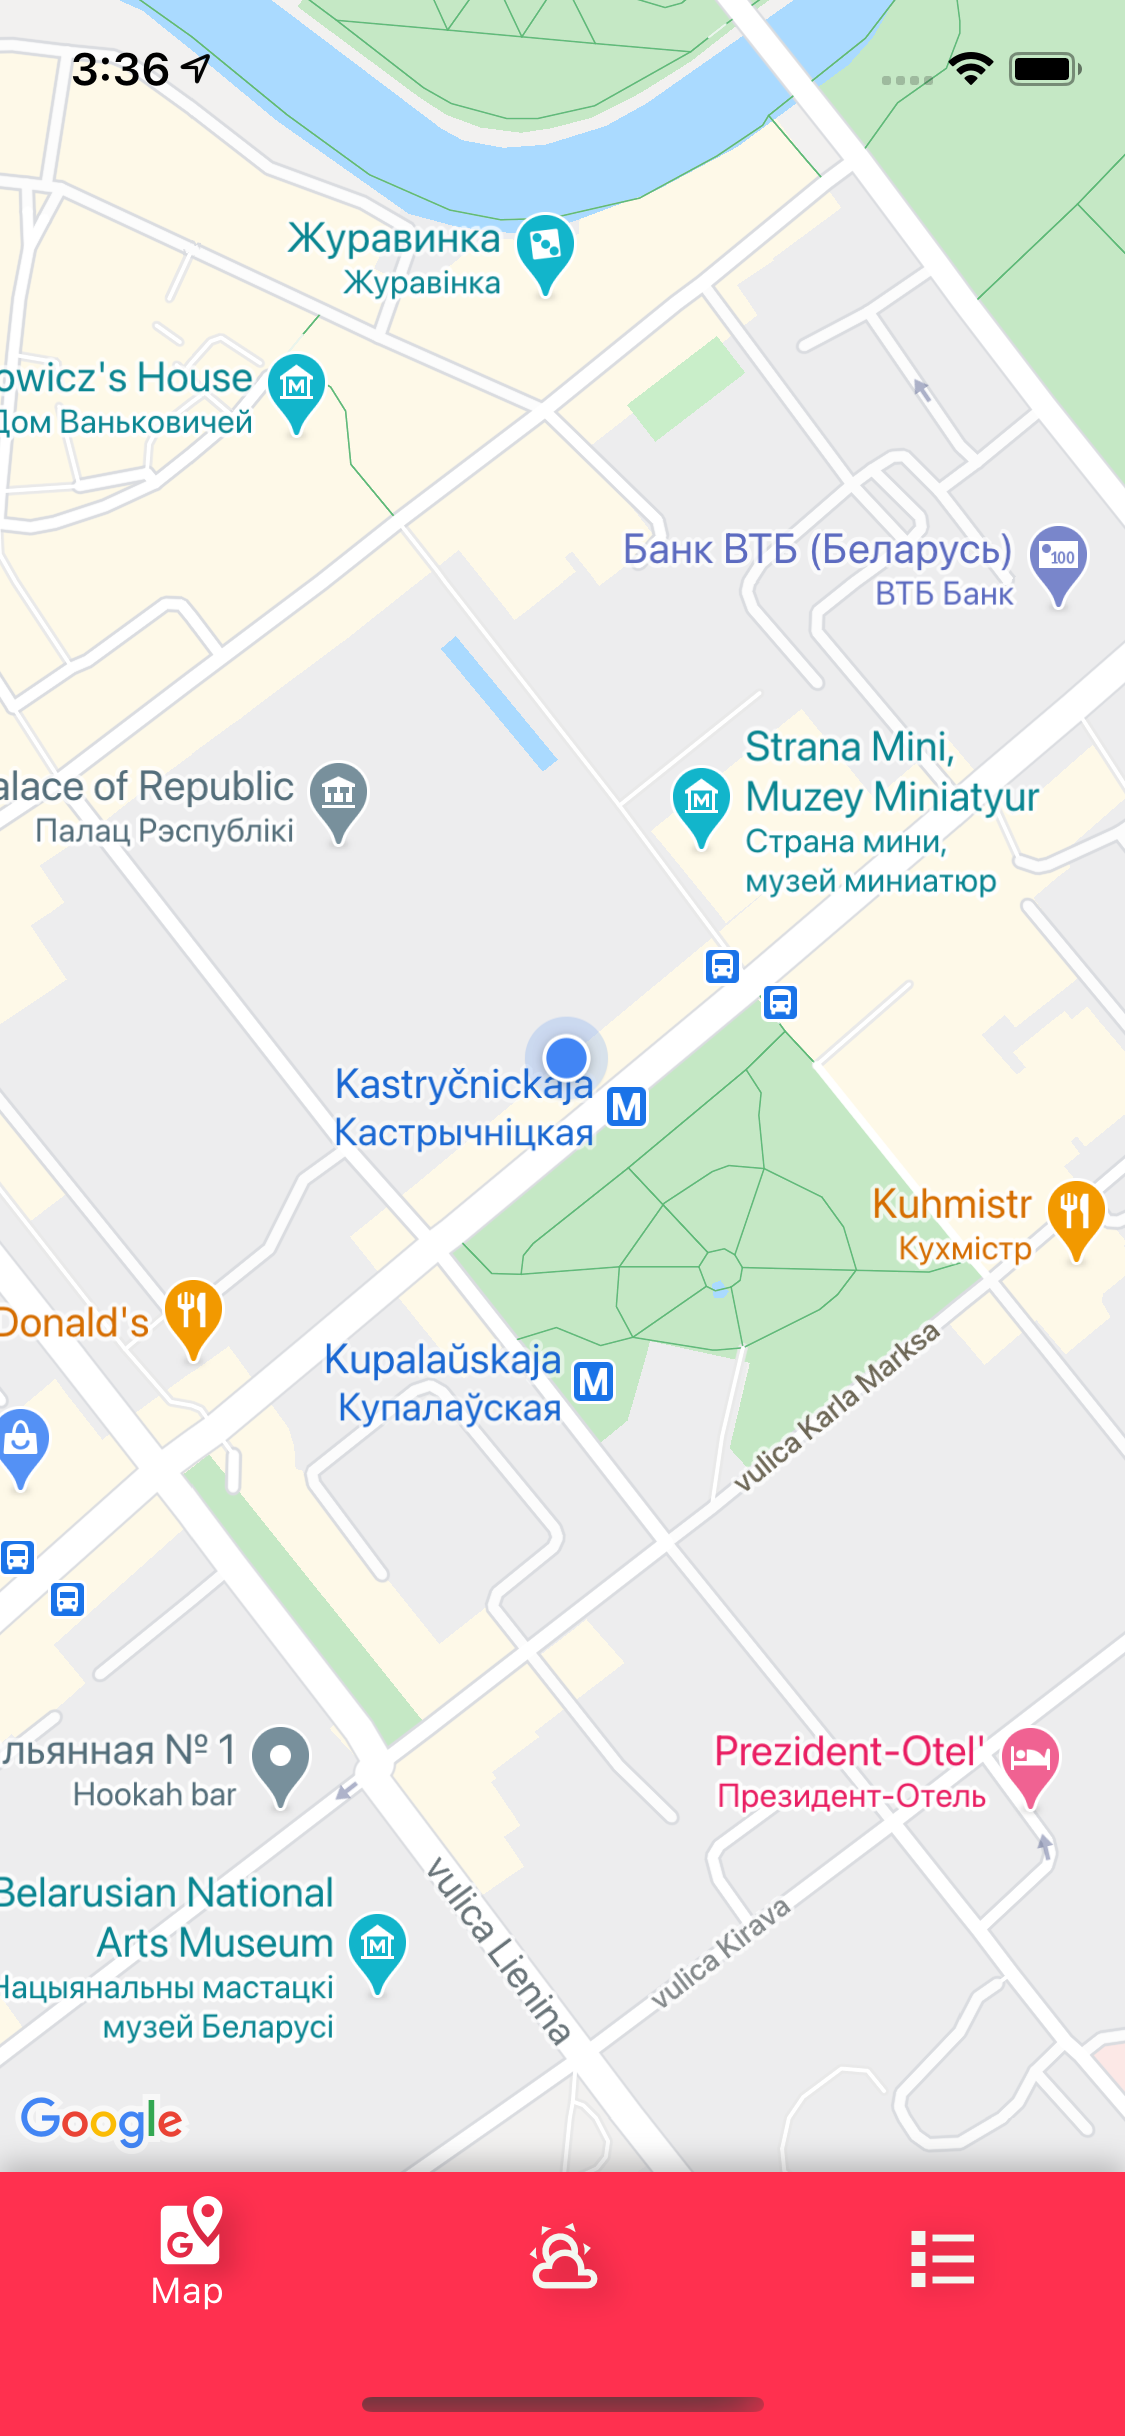 3:36
Журавинка
Журавінка
owicz's House
Дом Ваньковичей
Банк ВТБ (Беларусь)
ВТБ Банк
100
Strana Mini,
Muzey Miniatyur
Страна мини,
музей миниатюр
alace of Republic
Палац Рэспублікі
Kastryčnickaja
Кастрычніцкая
M
Kuhmistr
Кухмістр
Donald's
Kupalaŭskaja
Купалаўская
M
vulica Karla Marksa
льянная № 1
Hookah bar
Prezident-Otel'
Президент-Отель
Belarusian National
Arts Museum
Нацыянальны мастацкі
музей Беларусі
vulica Lienina
vulica Kirava
Google
Map